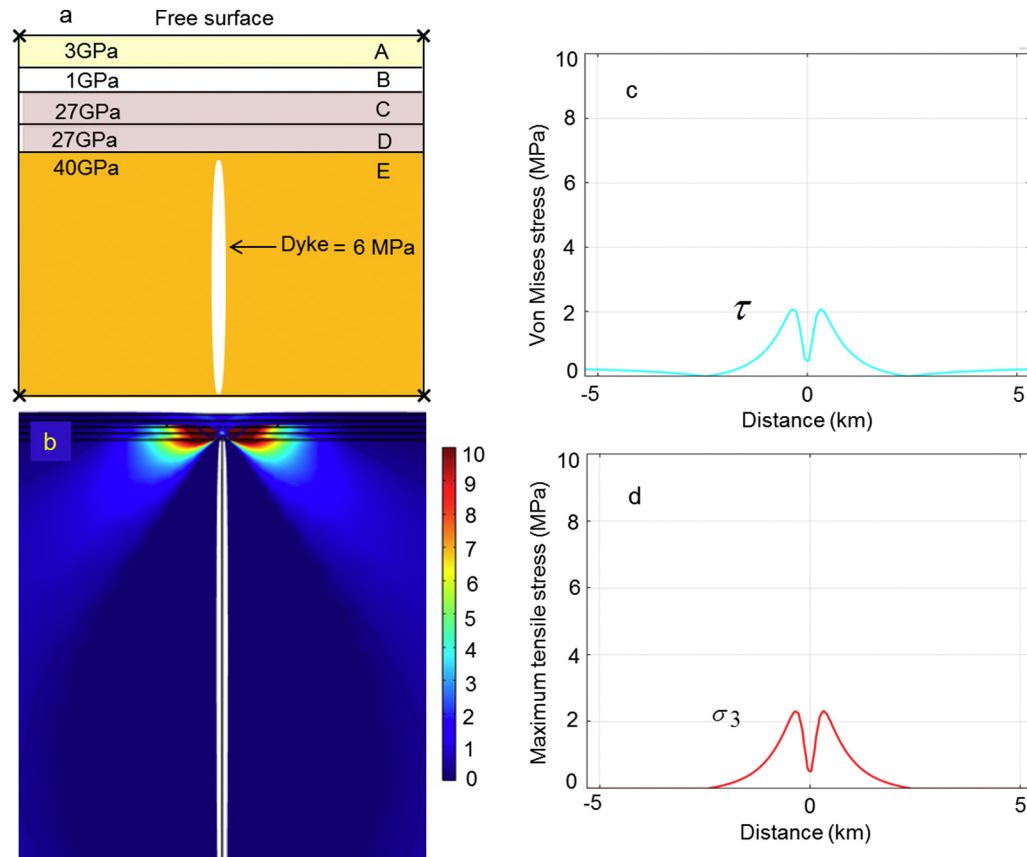 a
Free surface
3GPa A
1GPa B
27GPa C
27GPa D
40GPa E
Dyke = 6 MPa
b
10
9
8
7
6
5
4
3
2
1
0
c
Von Mises stress (MPa)
10
8
6
4
2
0
τ
-5 0 5
Distance (km)
d
Maximum tensile stress (MPa)
10
8
6
4
2
0
σ3
-5 0 5
Distance (km)